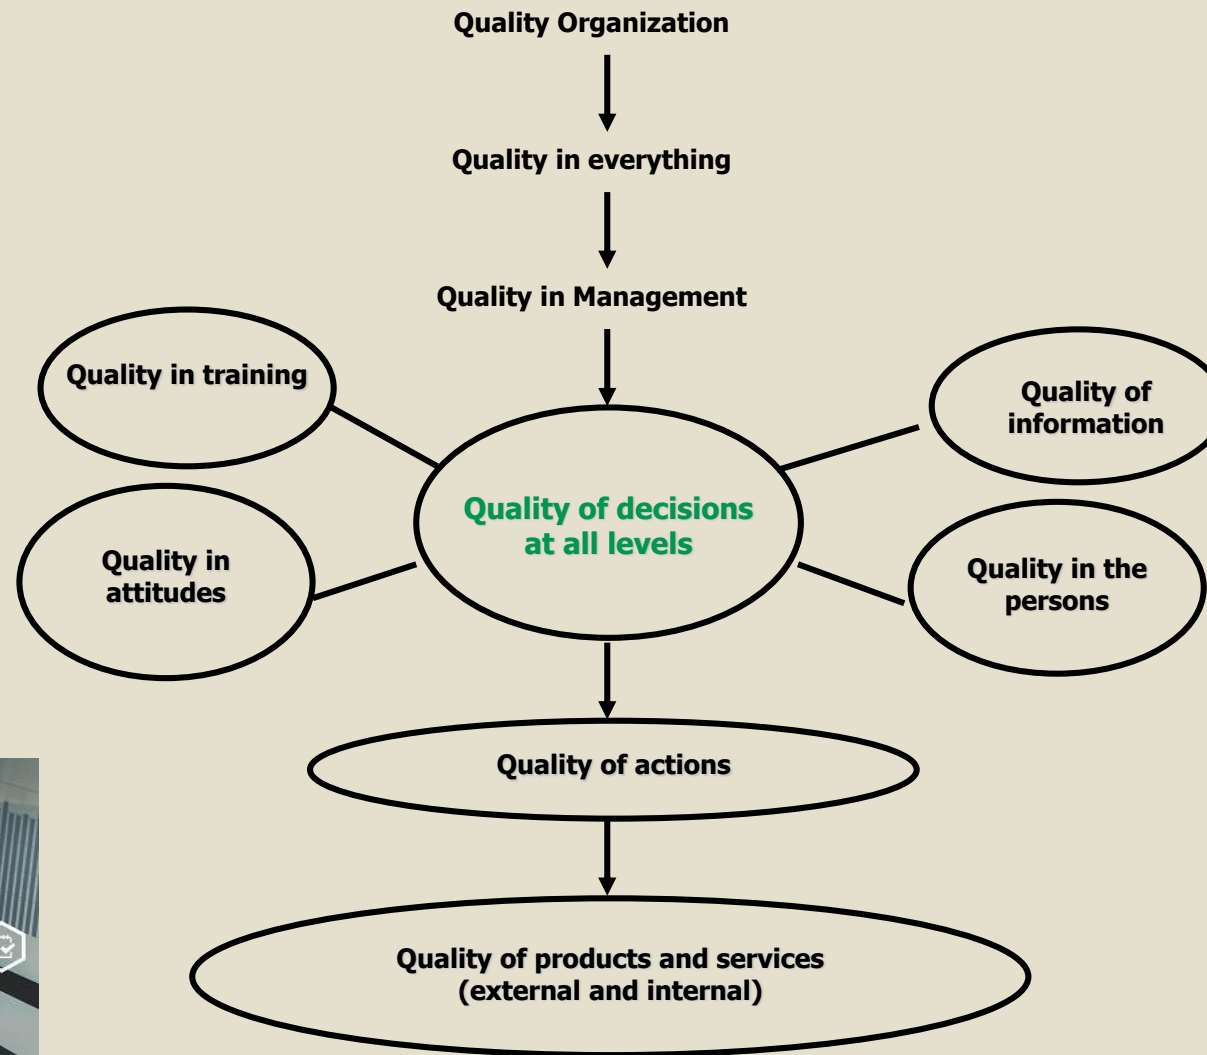 Quality Organization
Quality in everything
Quality in Management
Quality in training
Quality of
information
Quality of decisions
at all levels
Quality in
attitudes
Quality in the
persons
Quality of actions
Quality of products and services
(external and internal)